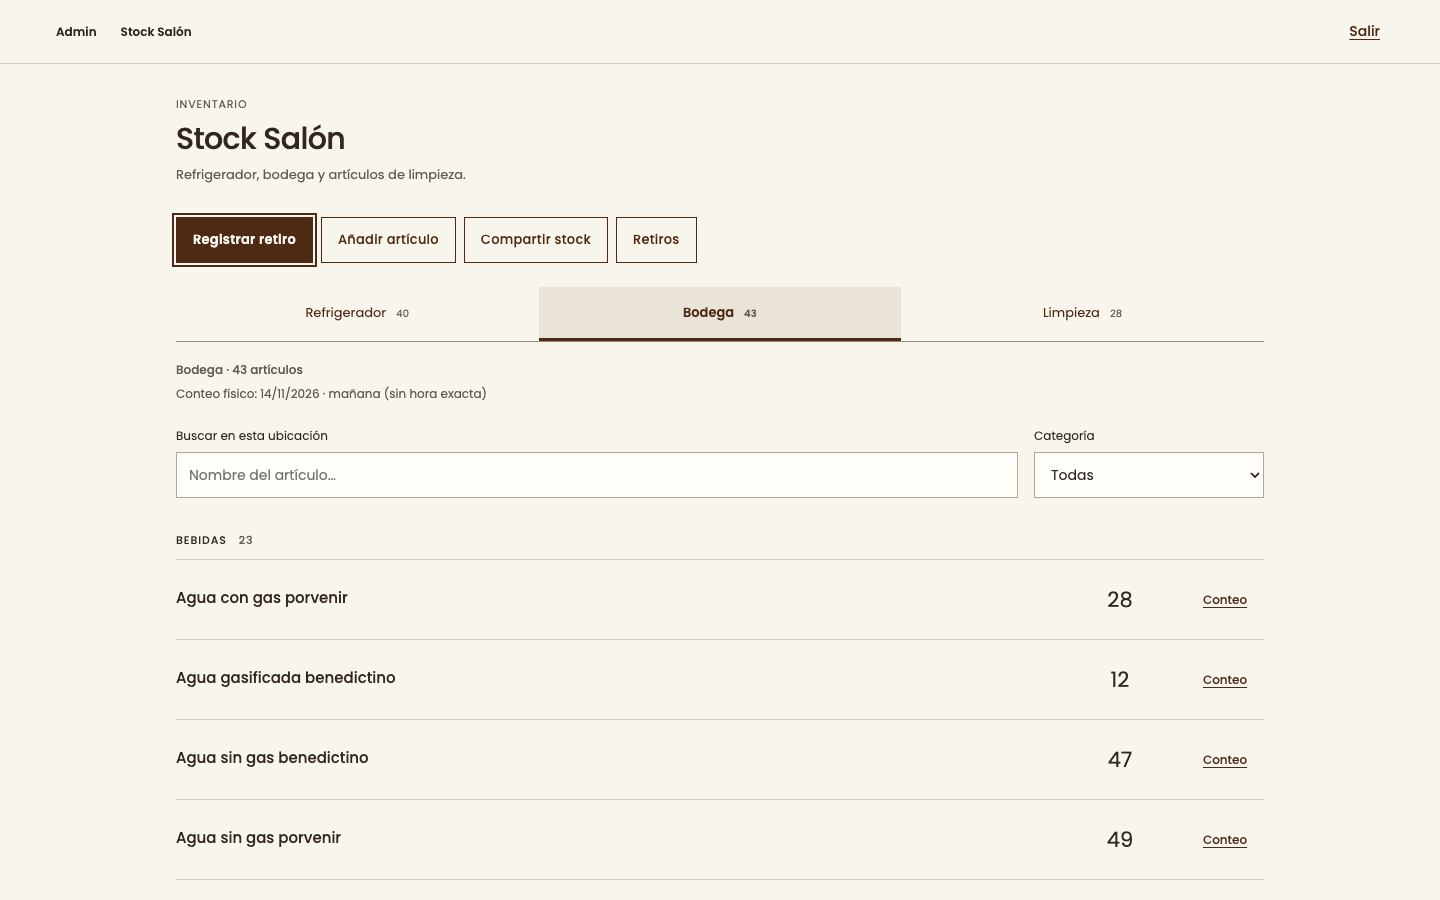 Admin Stock Salón Salir
INVENTARIO
Stock Salón
Refrigerador, bodega y artículos de limpieza.
Registrar retiro Añadir artículo Compartir stock Retiros
Refrigerador 40 Bodega 43 Limpieza 28
Bodega · 43 artículos
Conteo físico: 14/11/2026 · mañana (sin hora exacta)
Buscar en esta ubicación Categoría
Nombre del artículo... Todas
BEBIDAS 23
Agua con gas porvenir 28 Conteo
Agua gasificada benedictino 12 Conteo
Agua sin gas benedictino 47 Conteo
Agua sin gas porvenir 49 Conteo